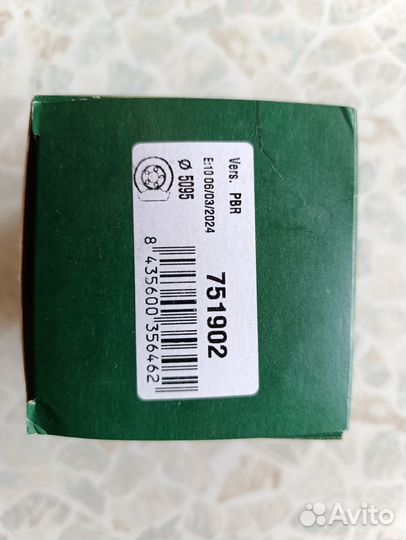 Vers. PBR
E:10 06/03/2024
Ø 5095
751902
8 435600 356462
Avito